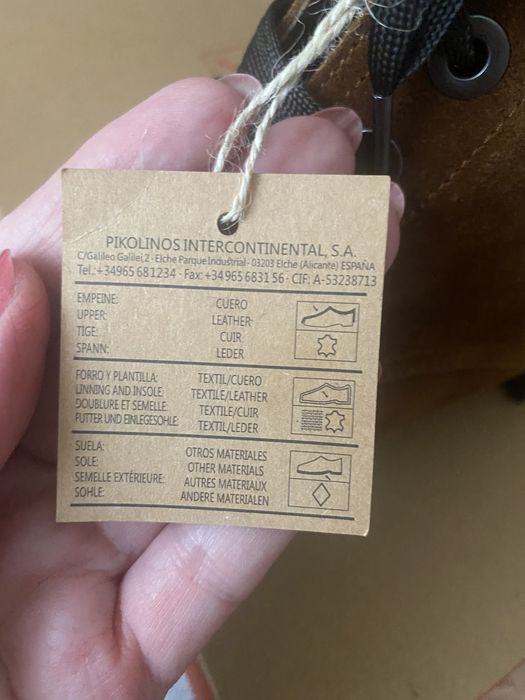 PIKOLINOS INTERCONTINENTAL, S.A.
C/Galileo Galilei,2 · Elche Parque Industrial · 03203 Elche (Alicante) ESPAÑA
Tel.:+34965 681234 · Fax:+34 965 6831 56 · CIF: A-53238713
EMPEINE: CUERO
UPPER: LEATHER
TIGE: CUIR
SPANN: LEDER
FORRO Y PLANTILLA: TEXTIL/CUERO
LINNING AND INSOLE: TEXTILE/LEATHER
DOUBLURE ET SEMELLE: TEXTILE/CUIR
FUTTER UND EINLEGESOHLE: TEXTIL/LEDER
SUELA: OTROS MATERIALES
SOLE: OTHER MATERIALS
SEMELLE EXTÉRIEURE: AUTRES MATERIAUX
SOHLE: ANDERE MATERIALEN